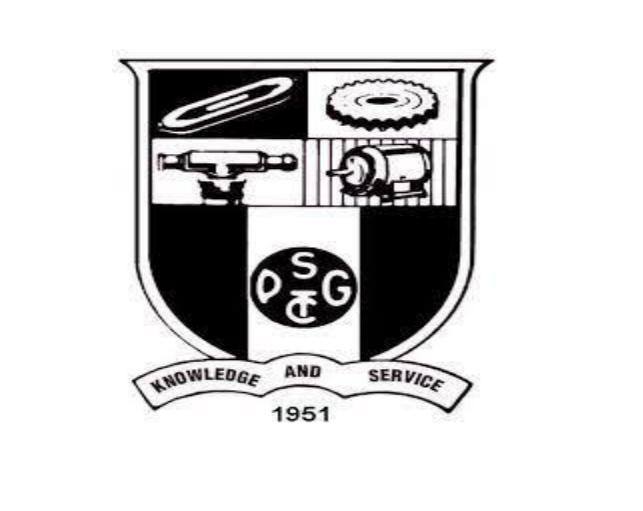 S
PSG
TC
KNOWLEDGE AND SERVICE
1951